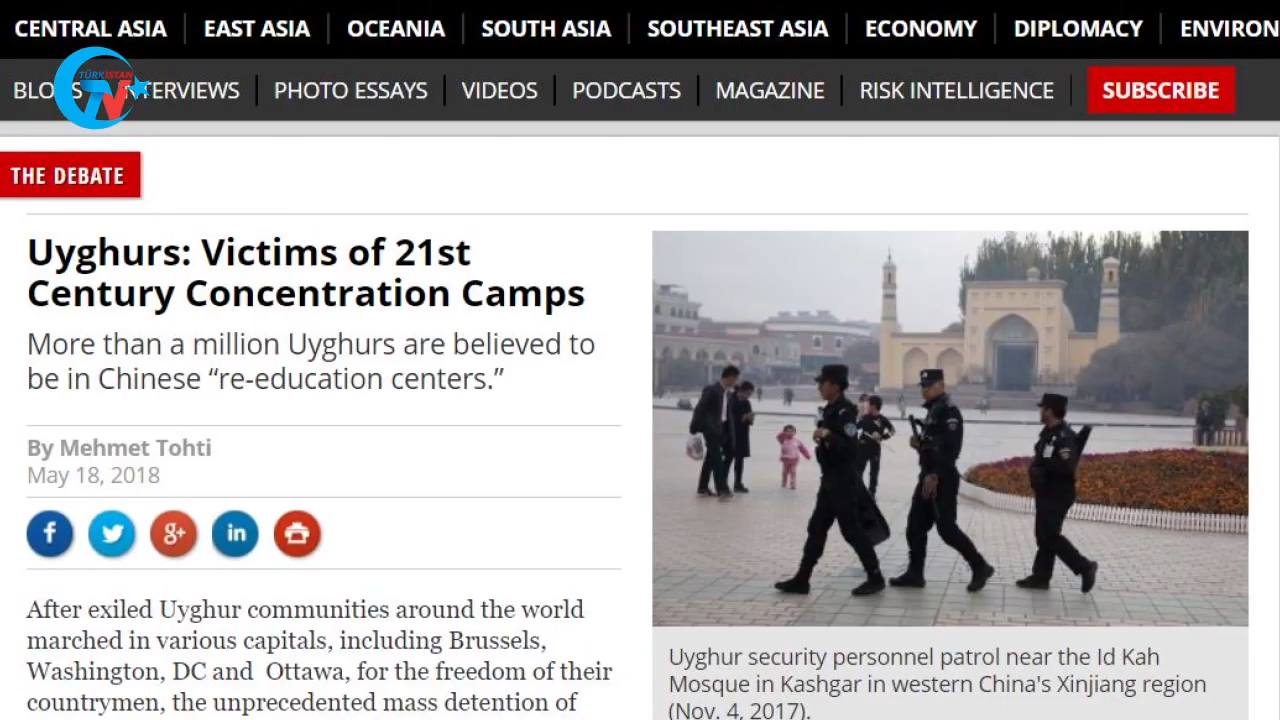 CENTRAL ASIA EAST ASIA OCEANIA SOUTH ASIA SOUTHEAST ASIA ECONOMY DIPLOMACY ENVIRON
TÜRKİSTAN
TV
INTERVIEWS PHOTO ESSAYS VIDEOS PODCASTS MAGAZINE RISK INTELLIGENCE SUBSCRIBE
THE DEBATE
Uyghurs: Victims of 21st
Century Concentration Camps
More than a million Uyghurs are believed to
be in Chinese “re-education centers.”
By Mehmet Tohti
May 18, 2018
f g+ in
After exiled Uyghur communities around the world
marched in various capitals, including Brussels,
Washington, DC and Ottawa, for the freedom of their
countrymen, the unprecedented mass detention of
Uyghur security personnel patrol near the Id Kah
Mosque in Kashgar in western China's Xinjiang region
(Nov. 4, 2017).